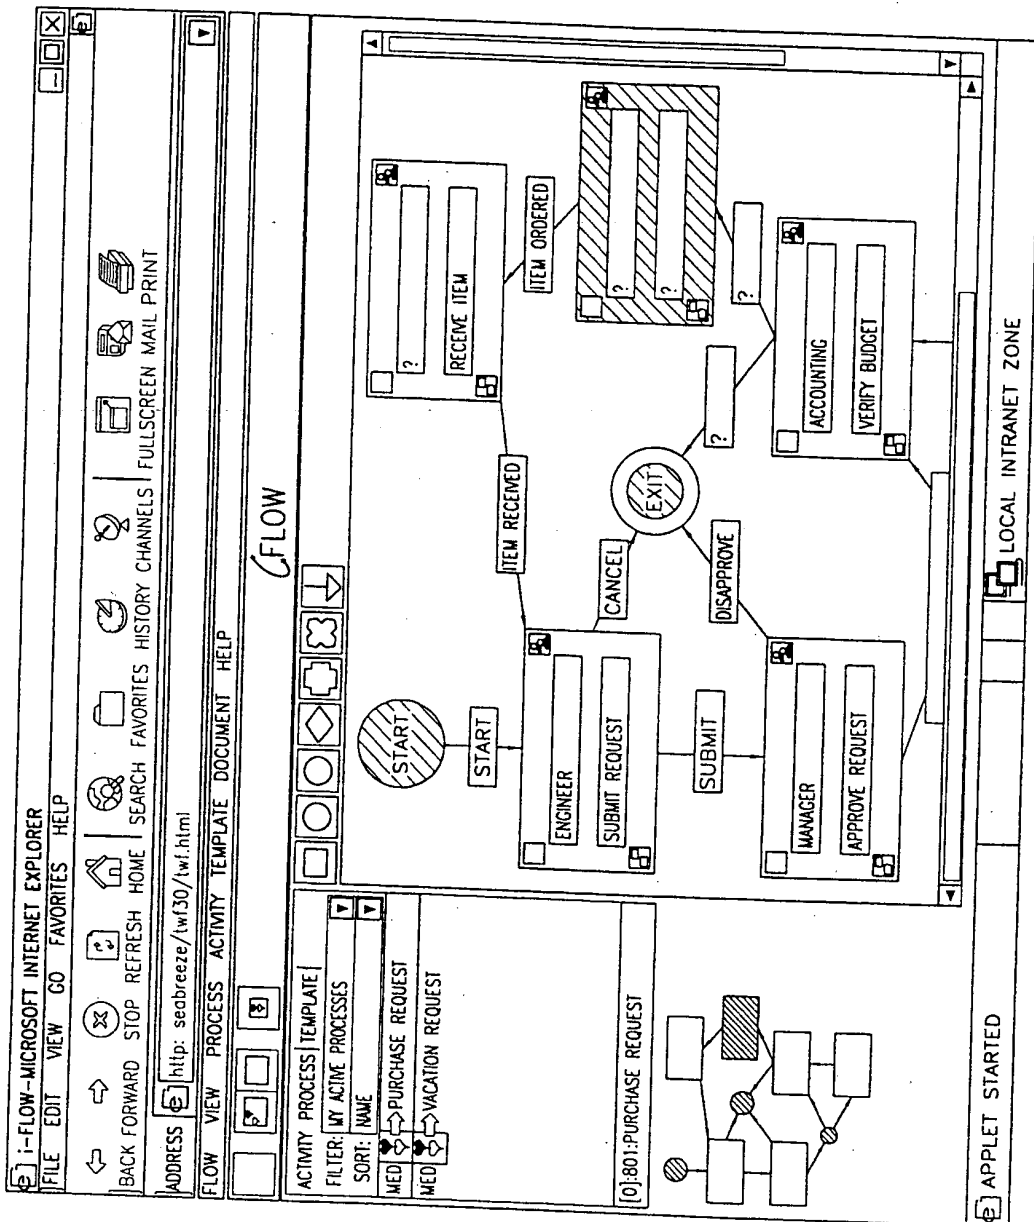 i-FLOW-MICROSOFT INTERNET EXPLORER
FILE EDIT VIEW GO FAVORITES HELP
BACK FORWARD STOP REFRESH HOME SEARCH FAVORITES HISTORY CHANNELS FULLSCREEN MAIL PRINT
ADDRESS http: seabreeze/twf30/twf.html
FLOW VIEW PROCESS ACTIVITY TEMPLATE DOCUMENT HELP
FLOW
ACTIVITY PROCESS TEMPLATE
FILTER: MY ACTIVE PROCESSES
SORT: NAME
MED PURCHASE REQUEST
MED VACATION REQUEST
[0]:801:PURCHASE REQUEST
START
START
ENGINEER
SUBMIT REQUEST
ITEM RECEIVED
?
RECEIVE ITEM
ITEM ORDERED
?
?
CANCEL
EXIT
SUBMIT
DISAPPROVE
?
?
MANAGER
APPROVE REQUEST
ACCOUNTING
VERIFY BUDGET
APPLET STARTED
LOCAL INTRANET ZONE